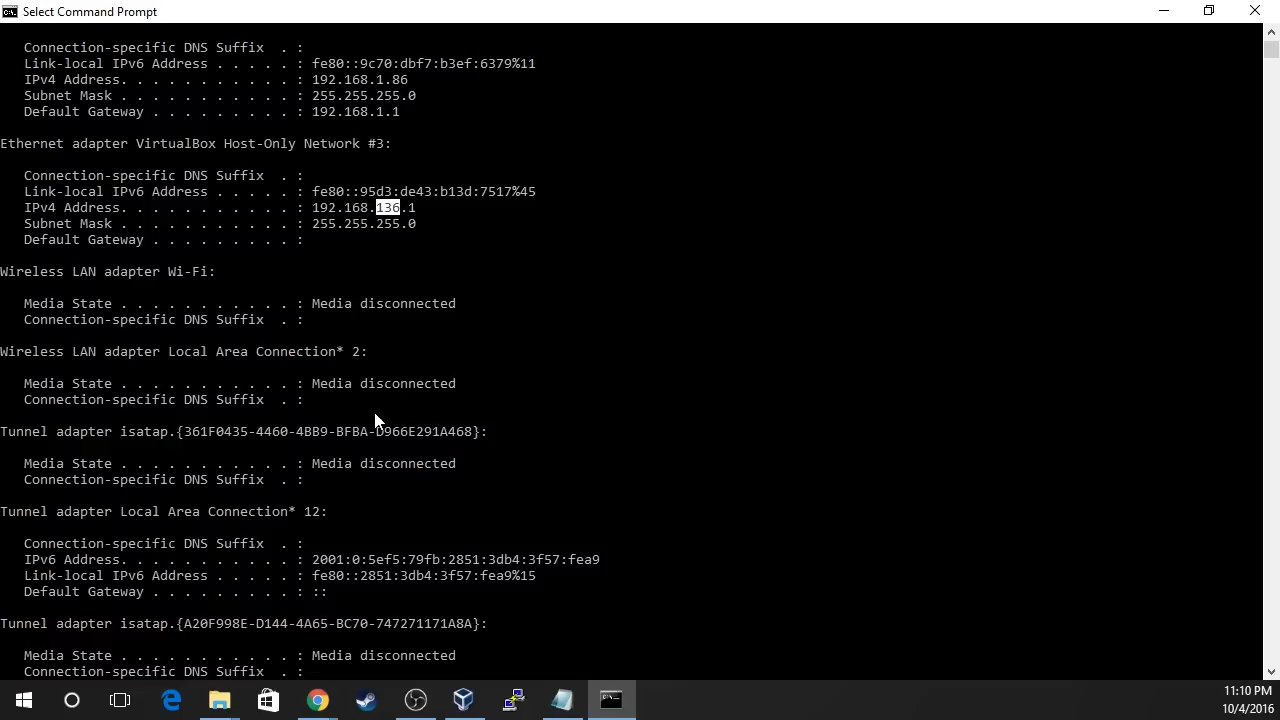 Select Command Prompt
Connection-specific DNS Suffix  . :
Link-local IPv6 Address . . . . . : fe80::9c70:dbf7:b3ef:6379%11
IPv4 Address. . . . . . . . . . . : 192.168.1.86
Subnet Mask . . . . . . . . . . . : 255.255.255.0
Default Gateway . . . . . . . . . : 192.168.1.1
Ethernet adapter VirtualBox Host-Only Network #3:
Connection-specific DNS Suffix  . :
Link-local IPv6 Address . . . . . : fe80::95d3:de43:b13d:7517%45
IPv4 Address. . . . . . . . . . . : 192.168.136.1
Subnet Mask . . . . . . . . . . . : 255.255.255.0
Default Gateway . . . . . . . . . :
Wireless LAN adapter Wi-Fi:
Media State . . . . . . . . . . . : Media disconnected
Connection-specific DNS Suffix  . :
Wireless LAN adapter Local Area Connection* 2:
Media State . . . . . . . . . . . : Media disconnected
Connection-specific DNS Suffix  . :
Tunnel adapter isatap.{361F0435-4460-4BB9-BFBA-D966E291A468}:
Media State . . . . . . . . . . . : Media disconnected
Connection-specific DNS Suffix  . :
Tunnel adapter Local Area Connection* 12:
Connection-specific DNS Suffix  . :
IPv6 Address. . . . . . . . . . . : 2001:0:5ef5:79fb:2851:3db4:3f57:fea9
Link-local IPv6 Address . . . . . : fe80::2851:3db4:3f57:fea9%15
Default Gateway . . . . . . . . . : ::
Tunnel adapter isatap.{A20F998E-D144-4A65-BC70-747271171A8A}:
Media State . . . . . . . . . . . : Media disconnected
Connection-specific DNS Suffix  . :
11:10 PM
10/4/2016